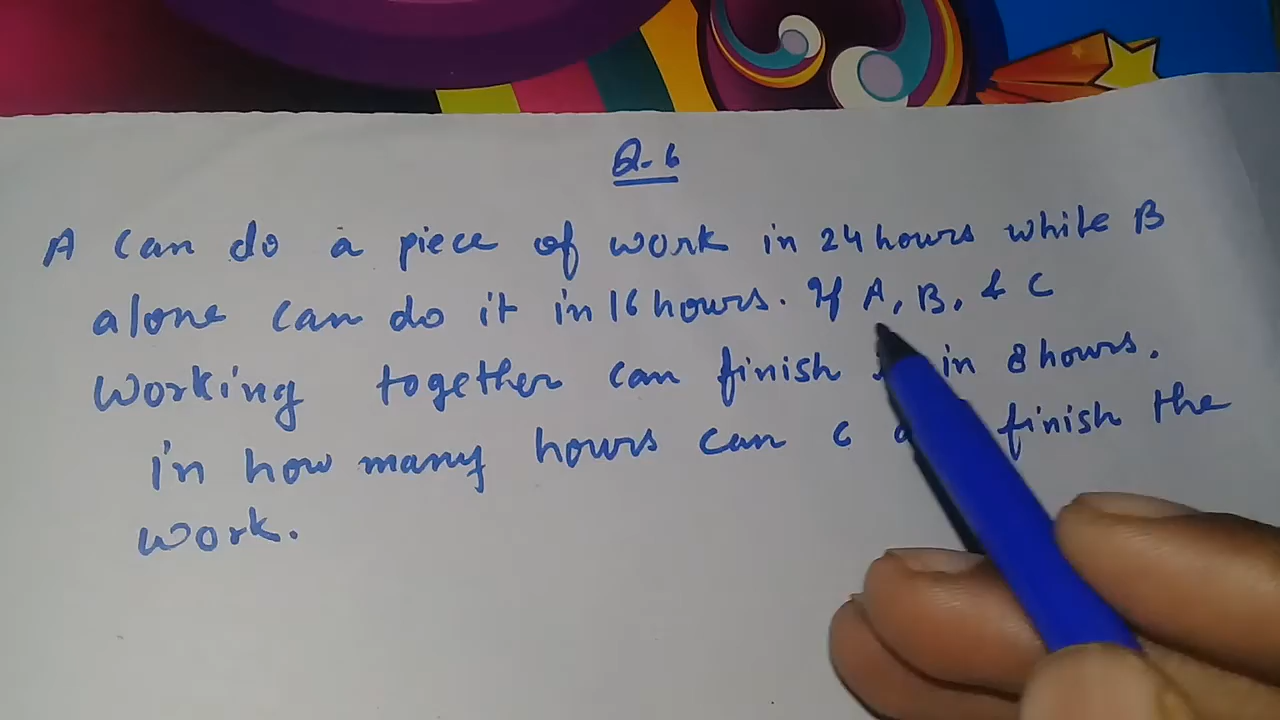 Q-6
A can do a piece of work in 24 hours while B
alone can do it in 16 hours. If A, B, & C
working together can finish in 8 hours.
in how many hours can C finish the
work.